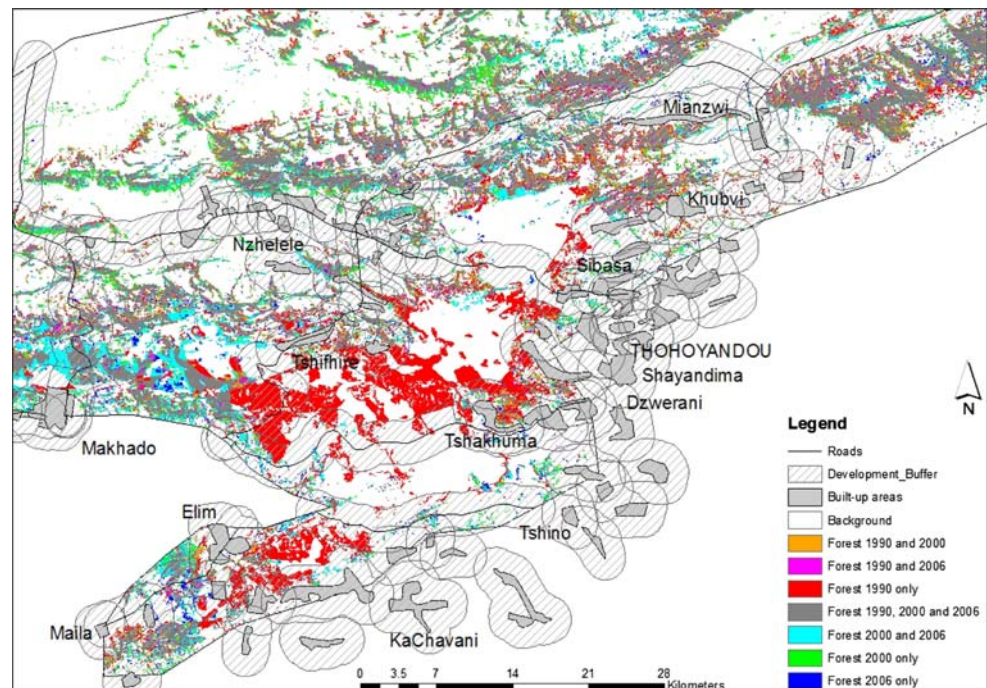 Mianzwi
Khubvi
Nzhelele
Sibasa
Tshifhire
THOHOYANDOU
Shayandima
Dzwerani
Makhado
Tshakhuma
Elim
Tshino
Maila
KaChavani
N
Legend
Roads
Development_Buffer
Built-up areas
Background
Forest 1990 and 2000
Forest 1990 and 2006
Forest 1990 only
Forest 1990, 2000 and 2006
Forest 2000 and 2006
Forest 2000 only
Forest 2006 only
0 3.5 7 14 21 28
Kilometers